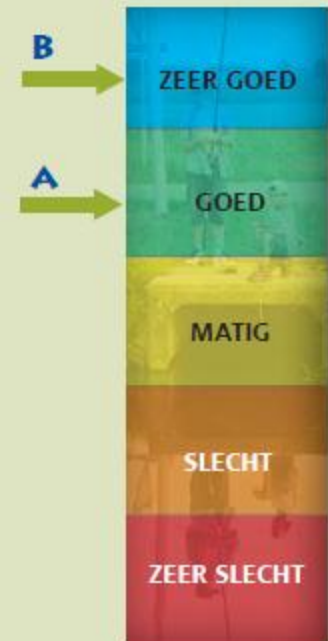 B
ZEER GOED
A
GOED
MATIG
SLECHT
ZEER SLECHT